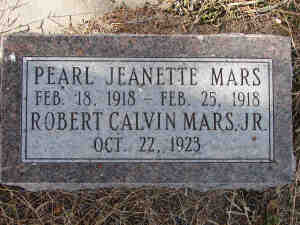 PEARL JEANETTE MARS
FEB. 18, 1918 – FEB. 25, 1918
ROBERT CALVIN MARS, JR.
OCT. 22, 1923